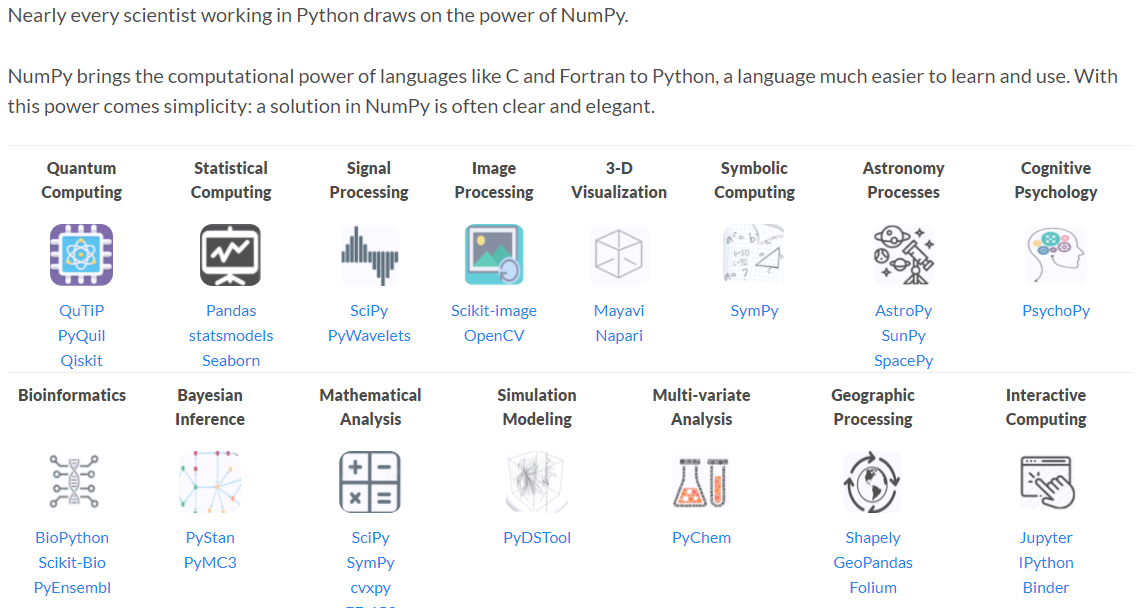 Nearly every scientist working in Python draws on the power of NumPy.
NumPy brings the computational power of languages like C and Fortran to Python, a language much easier to learn and use. With
this power comes simplicity: a solution in NumPy is often clear and elegant.
Quantum Computing
Statistical Computing
Signal Processing
Image Processing
3-D Visualization
Symbolic Computing
Astronomy Processes
Cognitive Psychology
QuTiP Pandas SciPy Scikit-image Mayavi SymPy AstroPy PsychoPy
PyQuil statsmodels PyWavelets OpenCV Napari SunPy
Qiskit Seaborn SpacePy
Bioinformatics
Bayesian Inference
Mathematical Analysis
Simulation Modeling
Multi-variate Analysis
Geographic Processing
Interactive Computing
BioPython PyStan SciPy PyDSTool PyChem Shapely Jupyter
Scikit-Bio PyMC3 SymPy GeoPandas IPython
PyEnsembl cvxpy Folium Binder